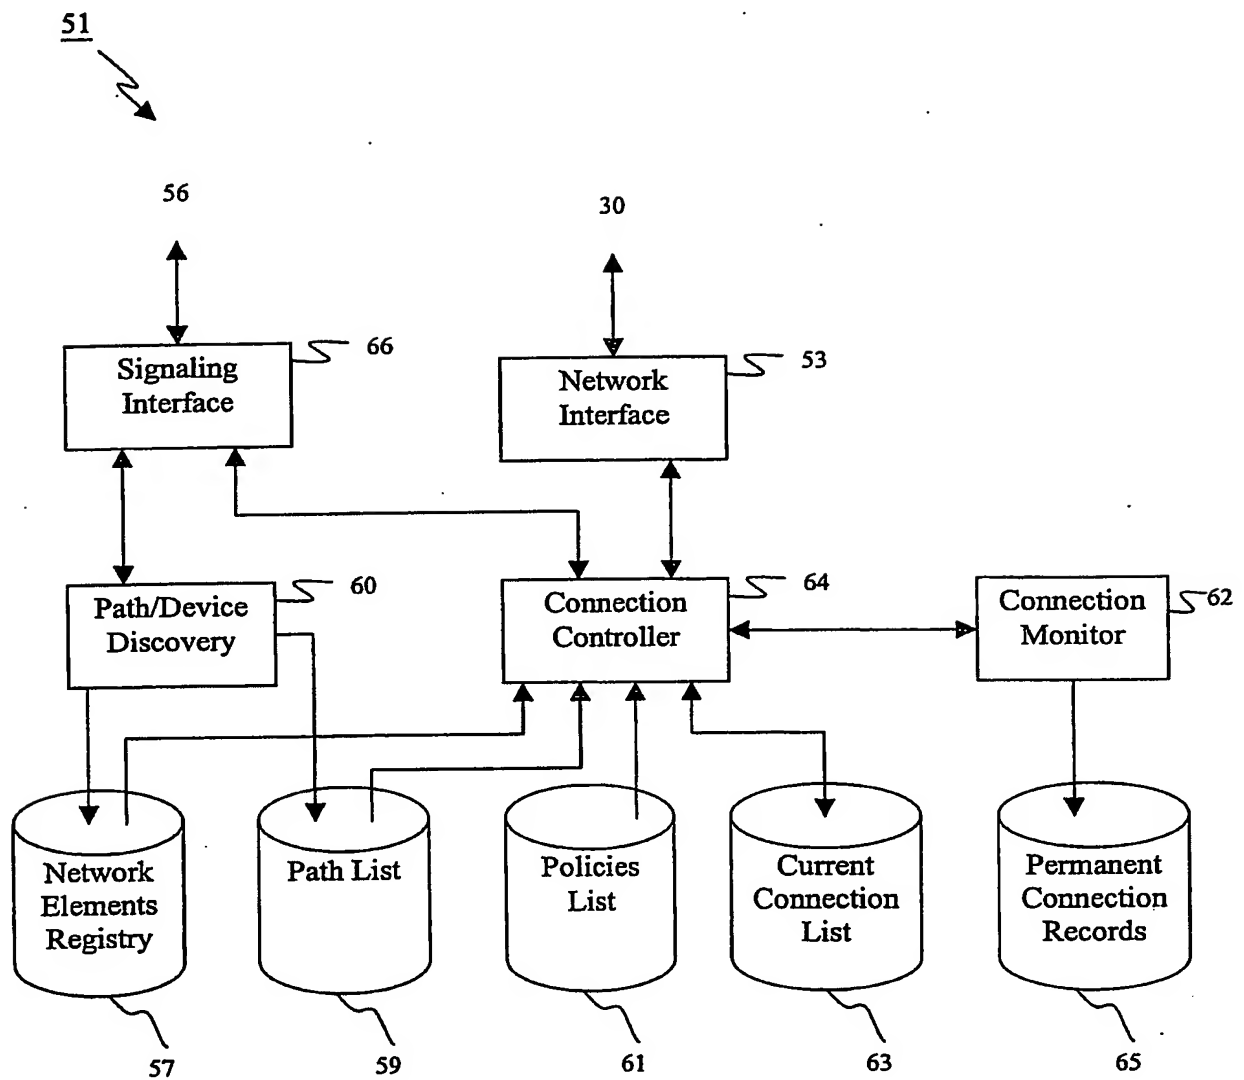 51
56
30
Signaling
Interface
66
Network
Interface
53
Path/Device
Discovery
60
Connection
Controller
64
Connection
Monitor
62
Network
Elements
Registry
Path List
Policies
List
Current
Connection
List
Permanent
Connection
Records
57
59
61
63
65